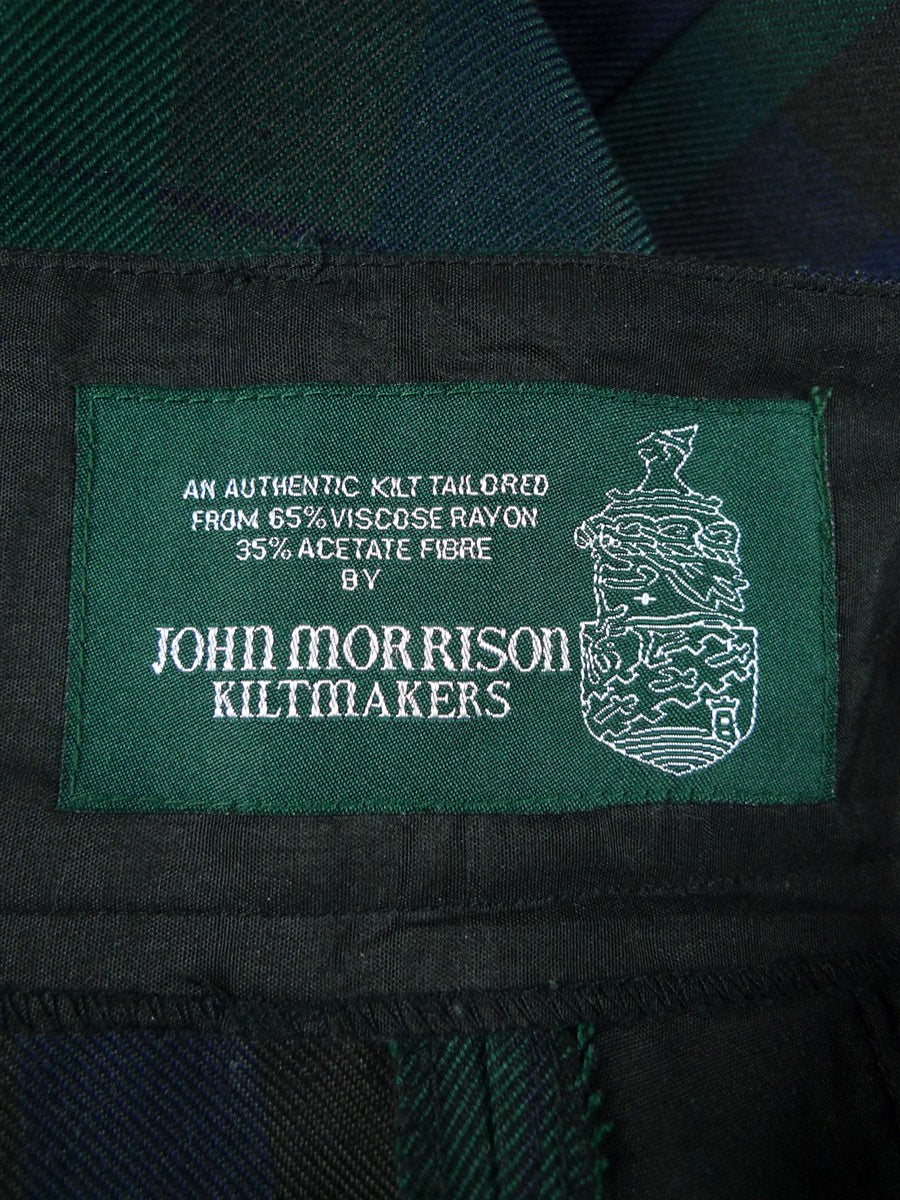 AN AUTHENTIC KILT TAILORED
FROM 65% VISCOSE RAYON
35% ACETATE FIBRE
BY
JOHN MORRISON
KILTMAKERS